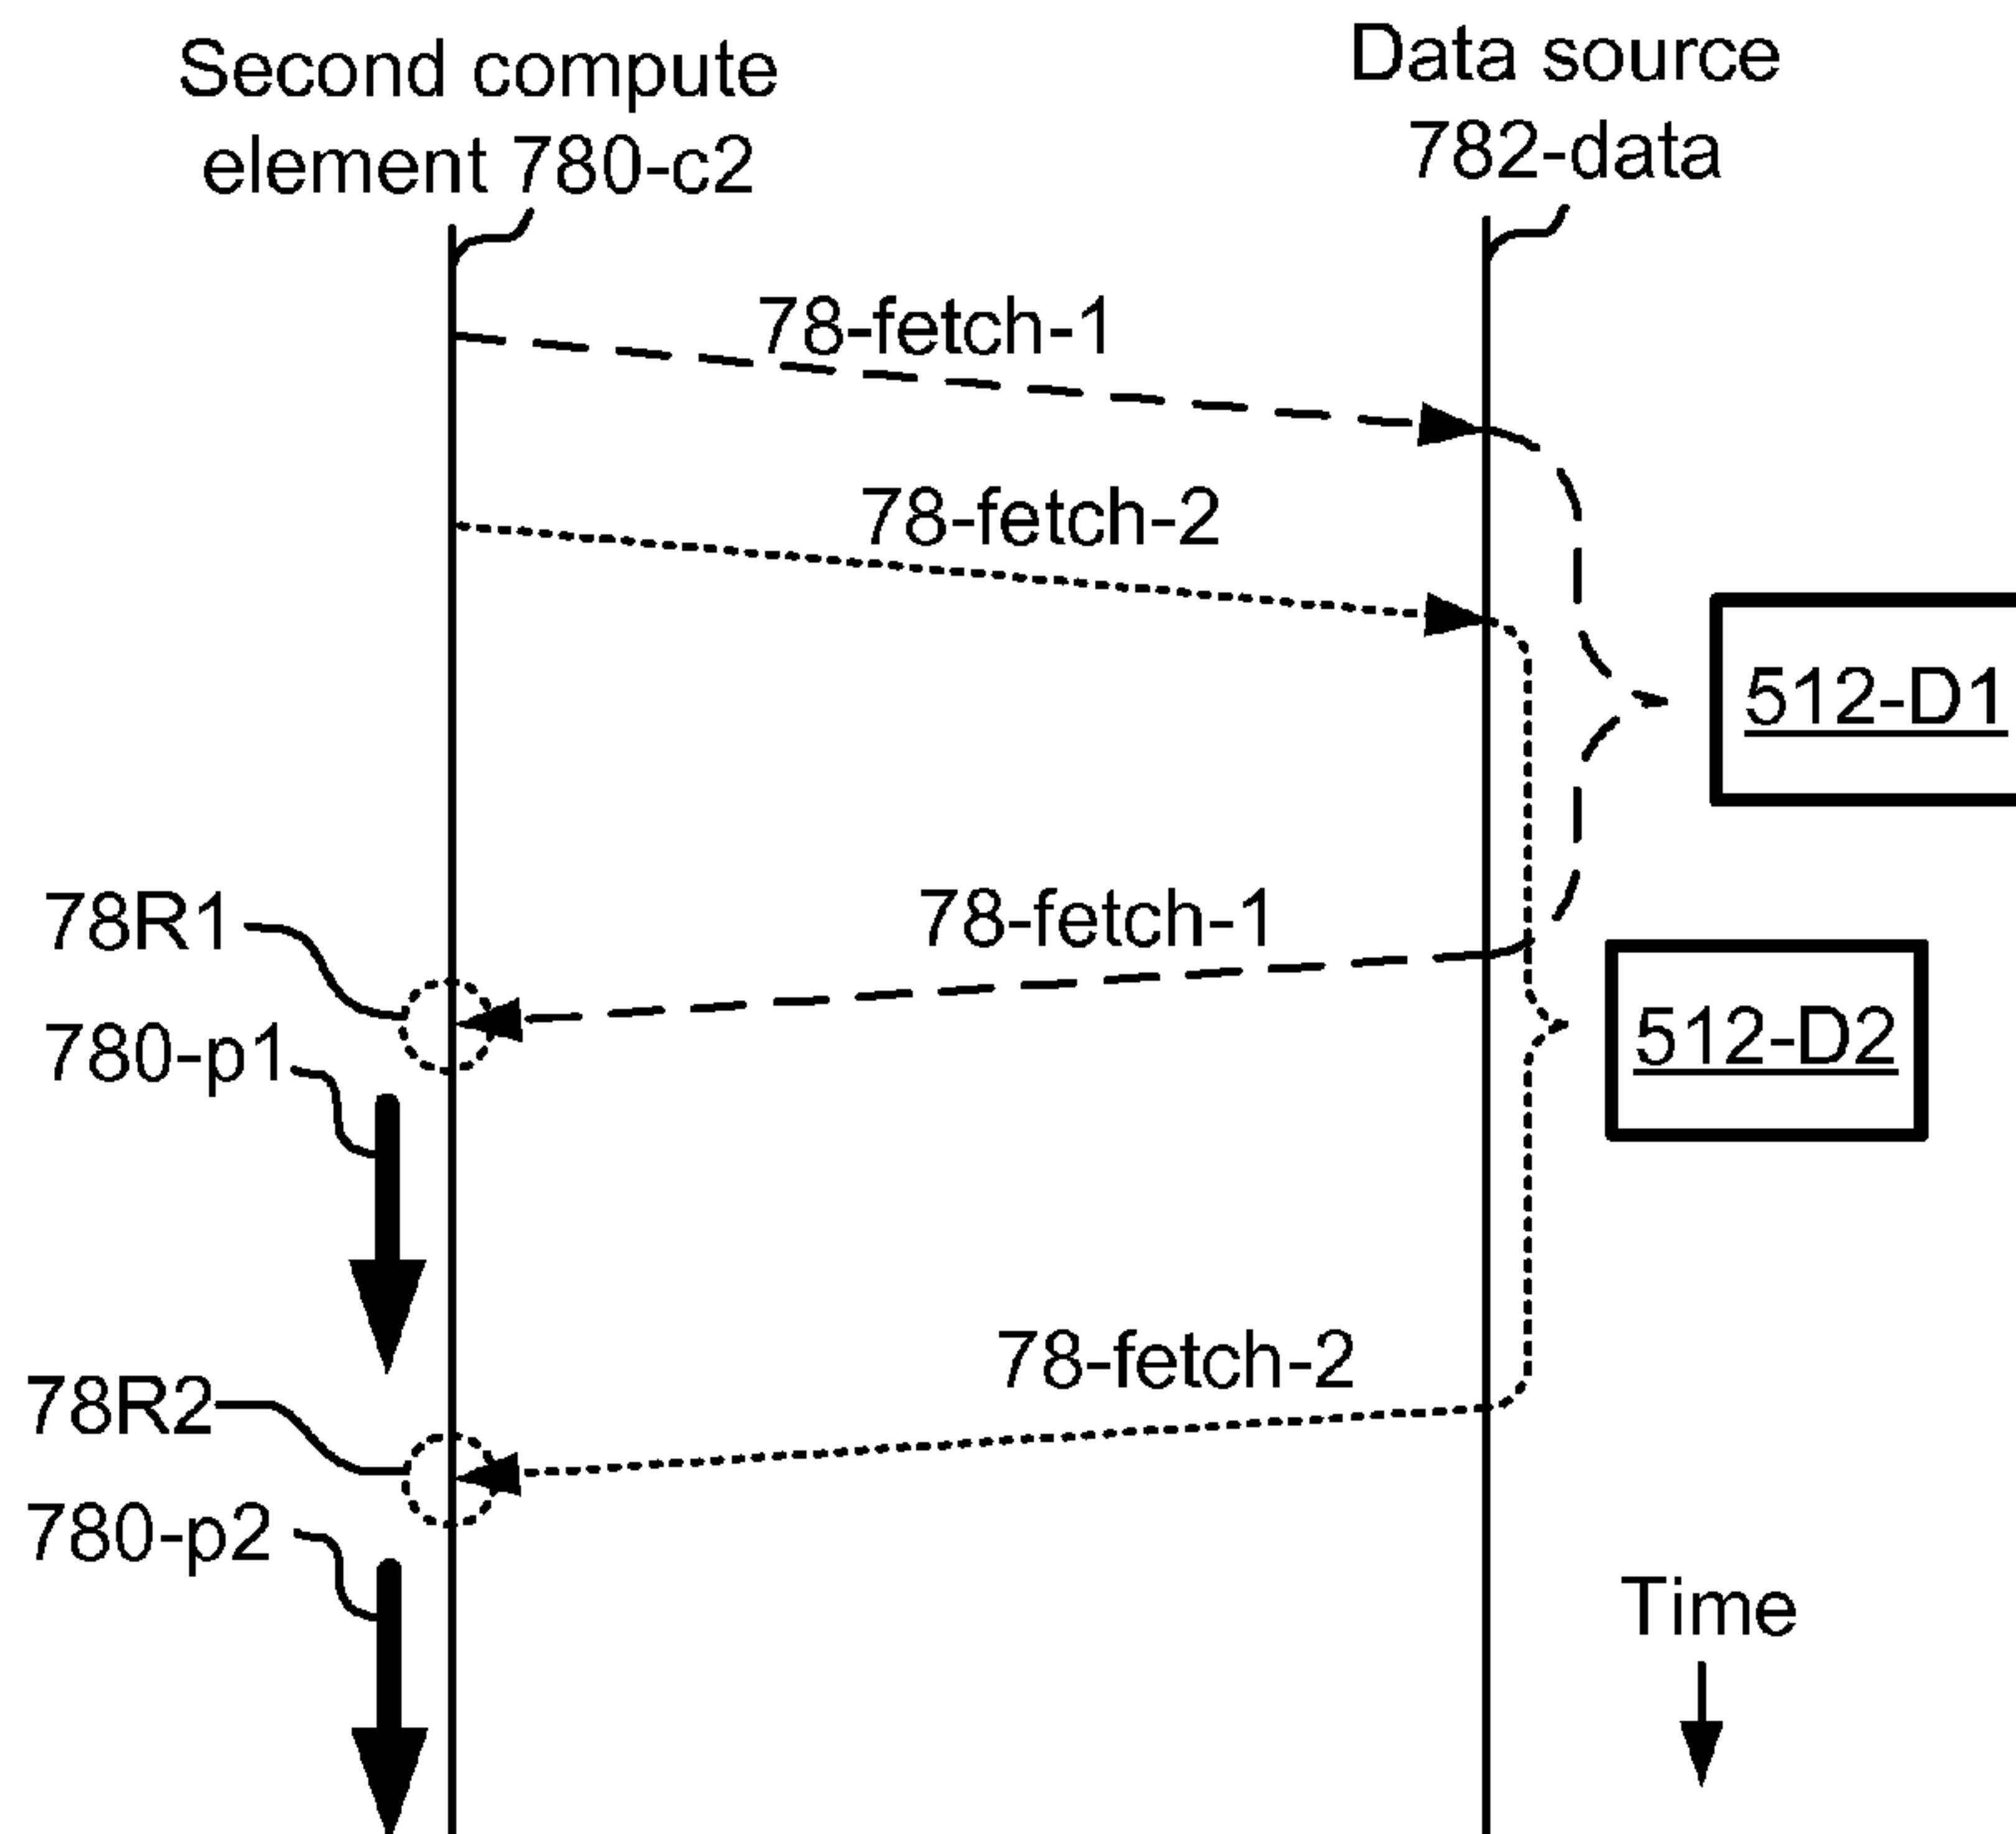 Second compute
element 780-c2
Data source
782-data
78-fetch-1
78-fetch-2
512-D1
78R1
78-fetch-1
780-p1
512-D2
78-fetch-2
78R2
780-p2
Time